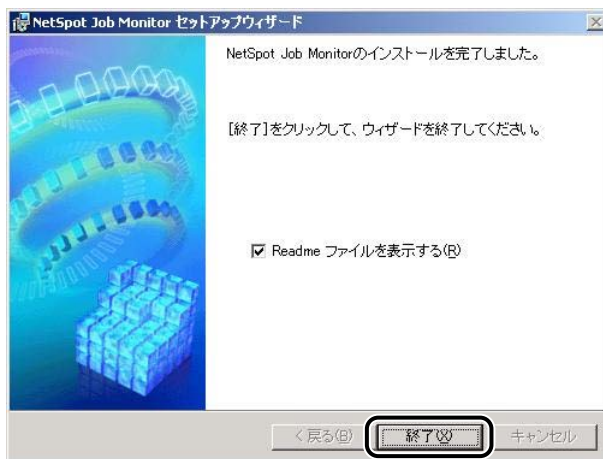 NetSpot Job Monitor セットアップウィザード
NetSpot Job Monitorのインストールを完了しました。
[終了]をクリックして、ウィザードを終了してください。
Readme ファイルを表示する(R)
< 戻る(B) 終了(X) キャンセル